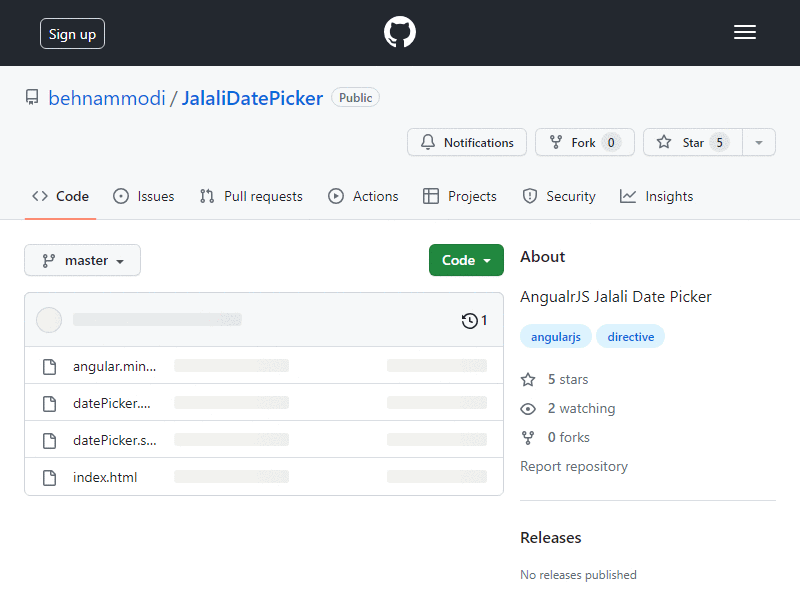 Sign up
behnammodi / JalaliDatePicker Public
Notifications Fork 0 Star 5
Code Issues Pull requests Actions Projects Security Insights
master Code
1
angular.min...
datePicker....
datePicker.s...
index.html
About
AngualrJS Jalali Date Picker
angularjs directive
5 stars
2 watching
0 forks
Report repository
Releases
No releases published